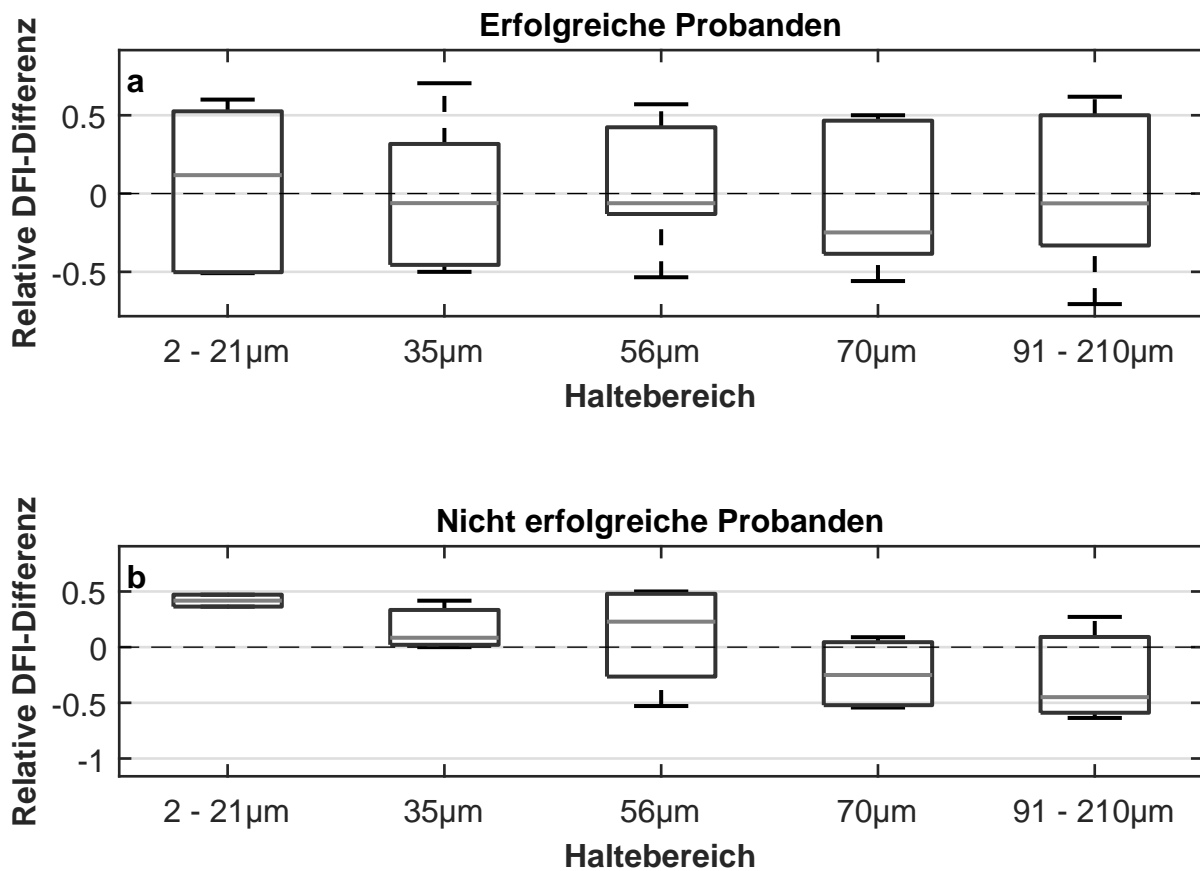 Erfolgreiche Probanden
a
Relative DFI-Differenz
0.5
0
-0.5
2 - 21µm 35µm 56µm 70µm 91 - 210µm
Haltebereich
Nicht erfolgreiche Probanden
b
Relative DFI-Differenz
0.5
0
-0.5
-1
2 - 21µm 35µm 56µm 70µm 91 - 210µm
Haltebereich